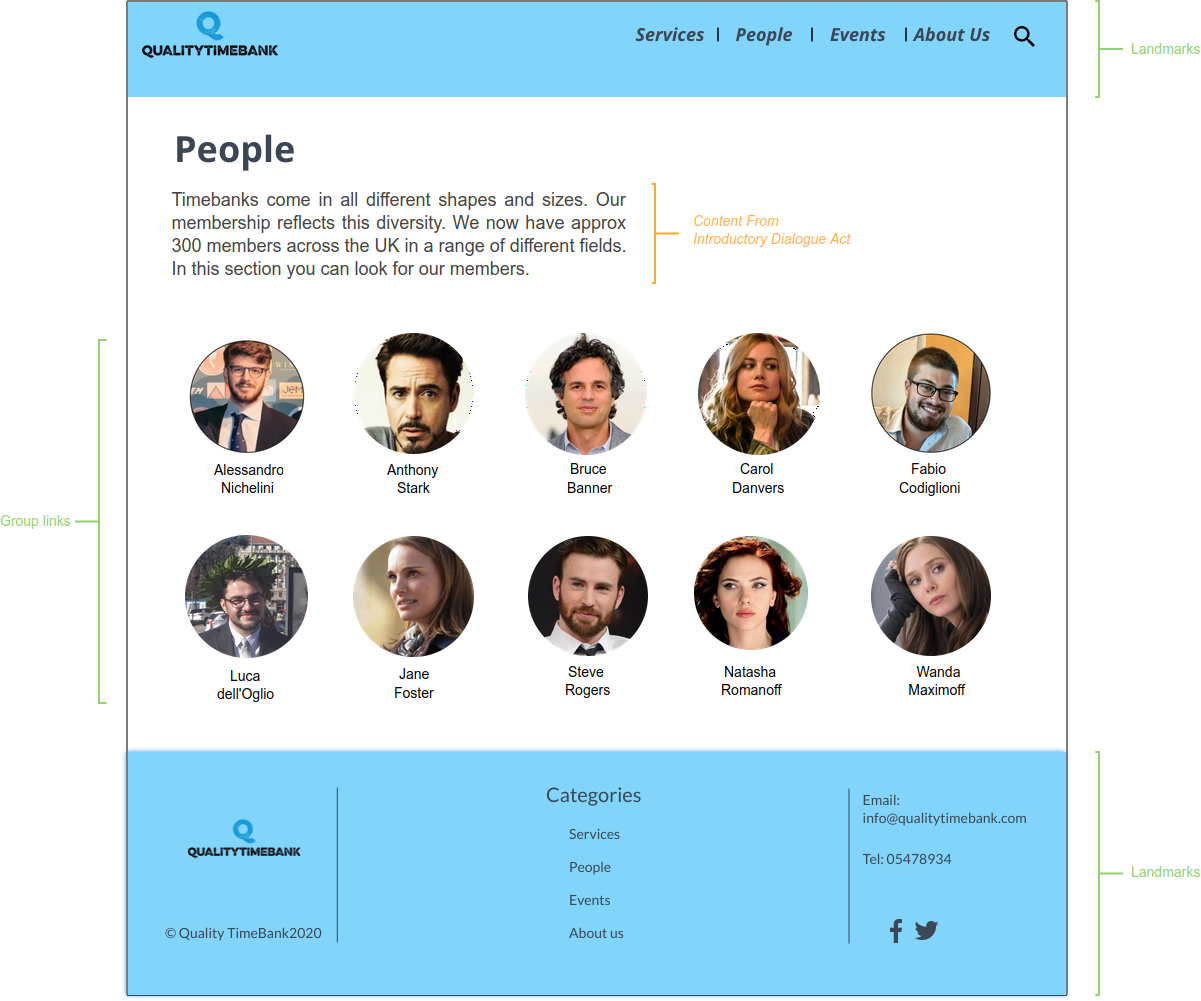 QUALITYTIMEBANK
Services | People | Events | About Us
Landmarks
People
Timebanks come in all different shapes and sizes. Our
membership reflects this diversity. We now have approx
300 members across the UK in a range of different fields.
In this section you can look for our members.
Content From
Introductory Dialogue Act
Group links
Alessandro
Nichelini
Anthony
Stark
Bruce
Banner
Carol
Danvers
Fabio
Codiglioni
Luca
dell'Oglio
Jane
Foster
Steve
Rogers
Natasha
Romanoff
Wanda
Maximoff
QUALITYTIMEBANK
© Quality TimeBank2020
Categories
Services
People
Events
About us
Email:
info@qualitytimebank.com
Tel: 05478934
Landmarks